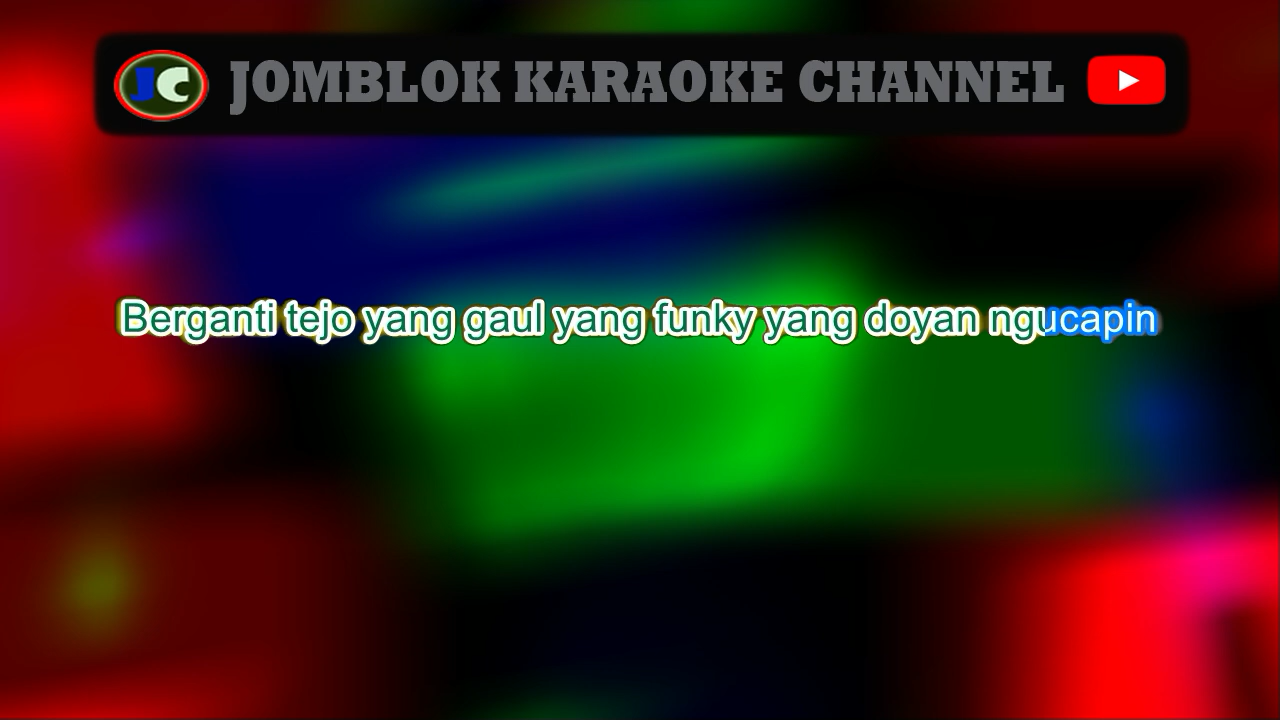 JC JOMBLOK KARAOKE CHANNEL
Berganti tejo yang gaul yang funky yang doyan ngucapin